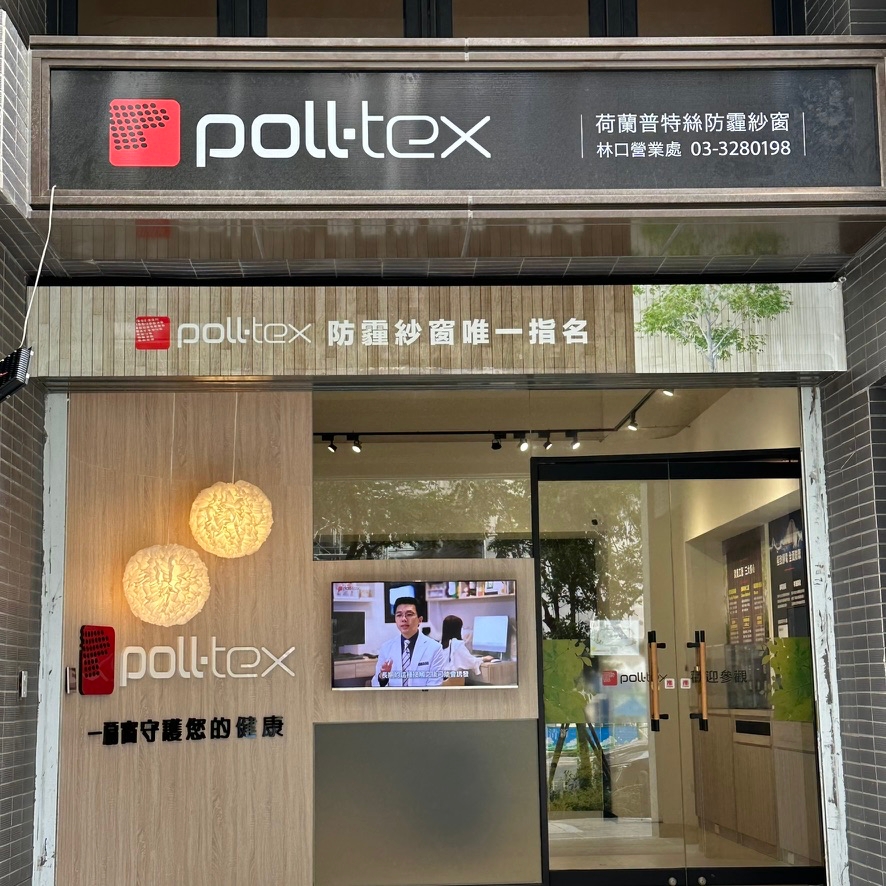 poll·tex
荷蘭普特絲防霾紗窗
林口營業處 03-3280198
poll·tex 防霾紗窗唯一指名
poll·tex
一扇窗守護您的健康
poll·tex
歡迎參觀